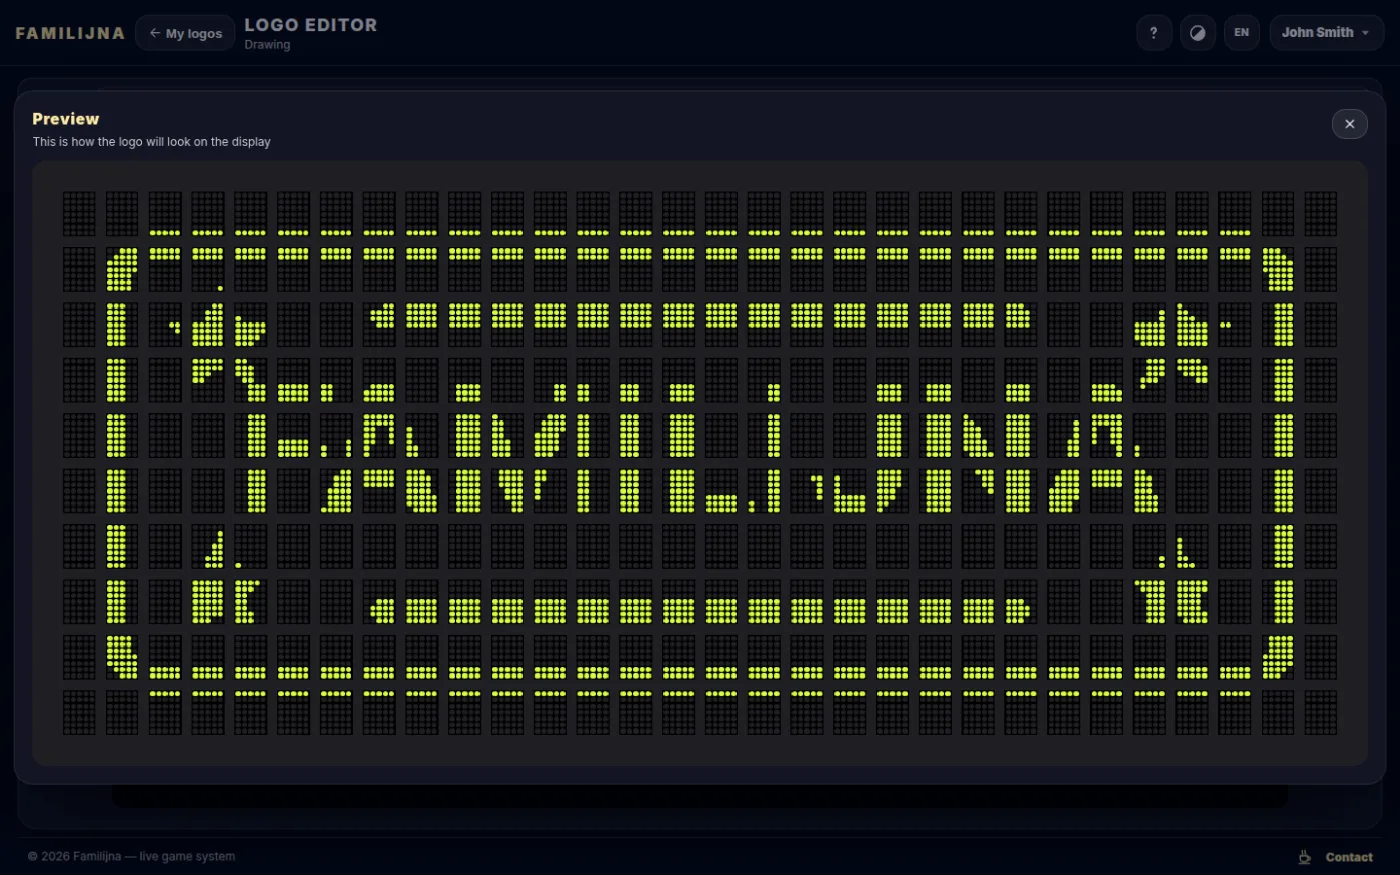 FAMILIJNA
← My logos
LOGO EDITOR
Drawing
?
EN
John Smith
Preview
This is how the logo will look on the display
×
FAMILIJNA
© 2026 Familijna — live game system
Contact